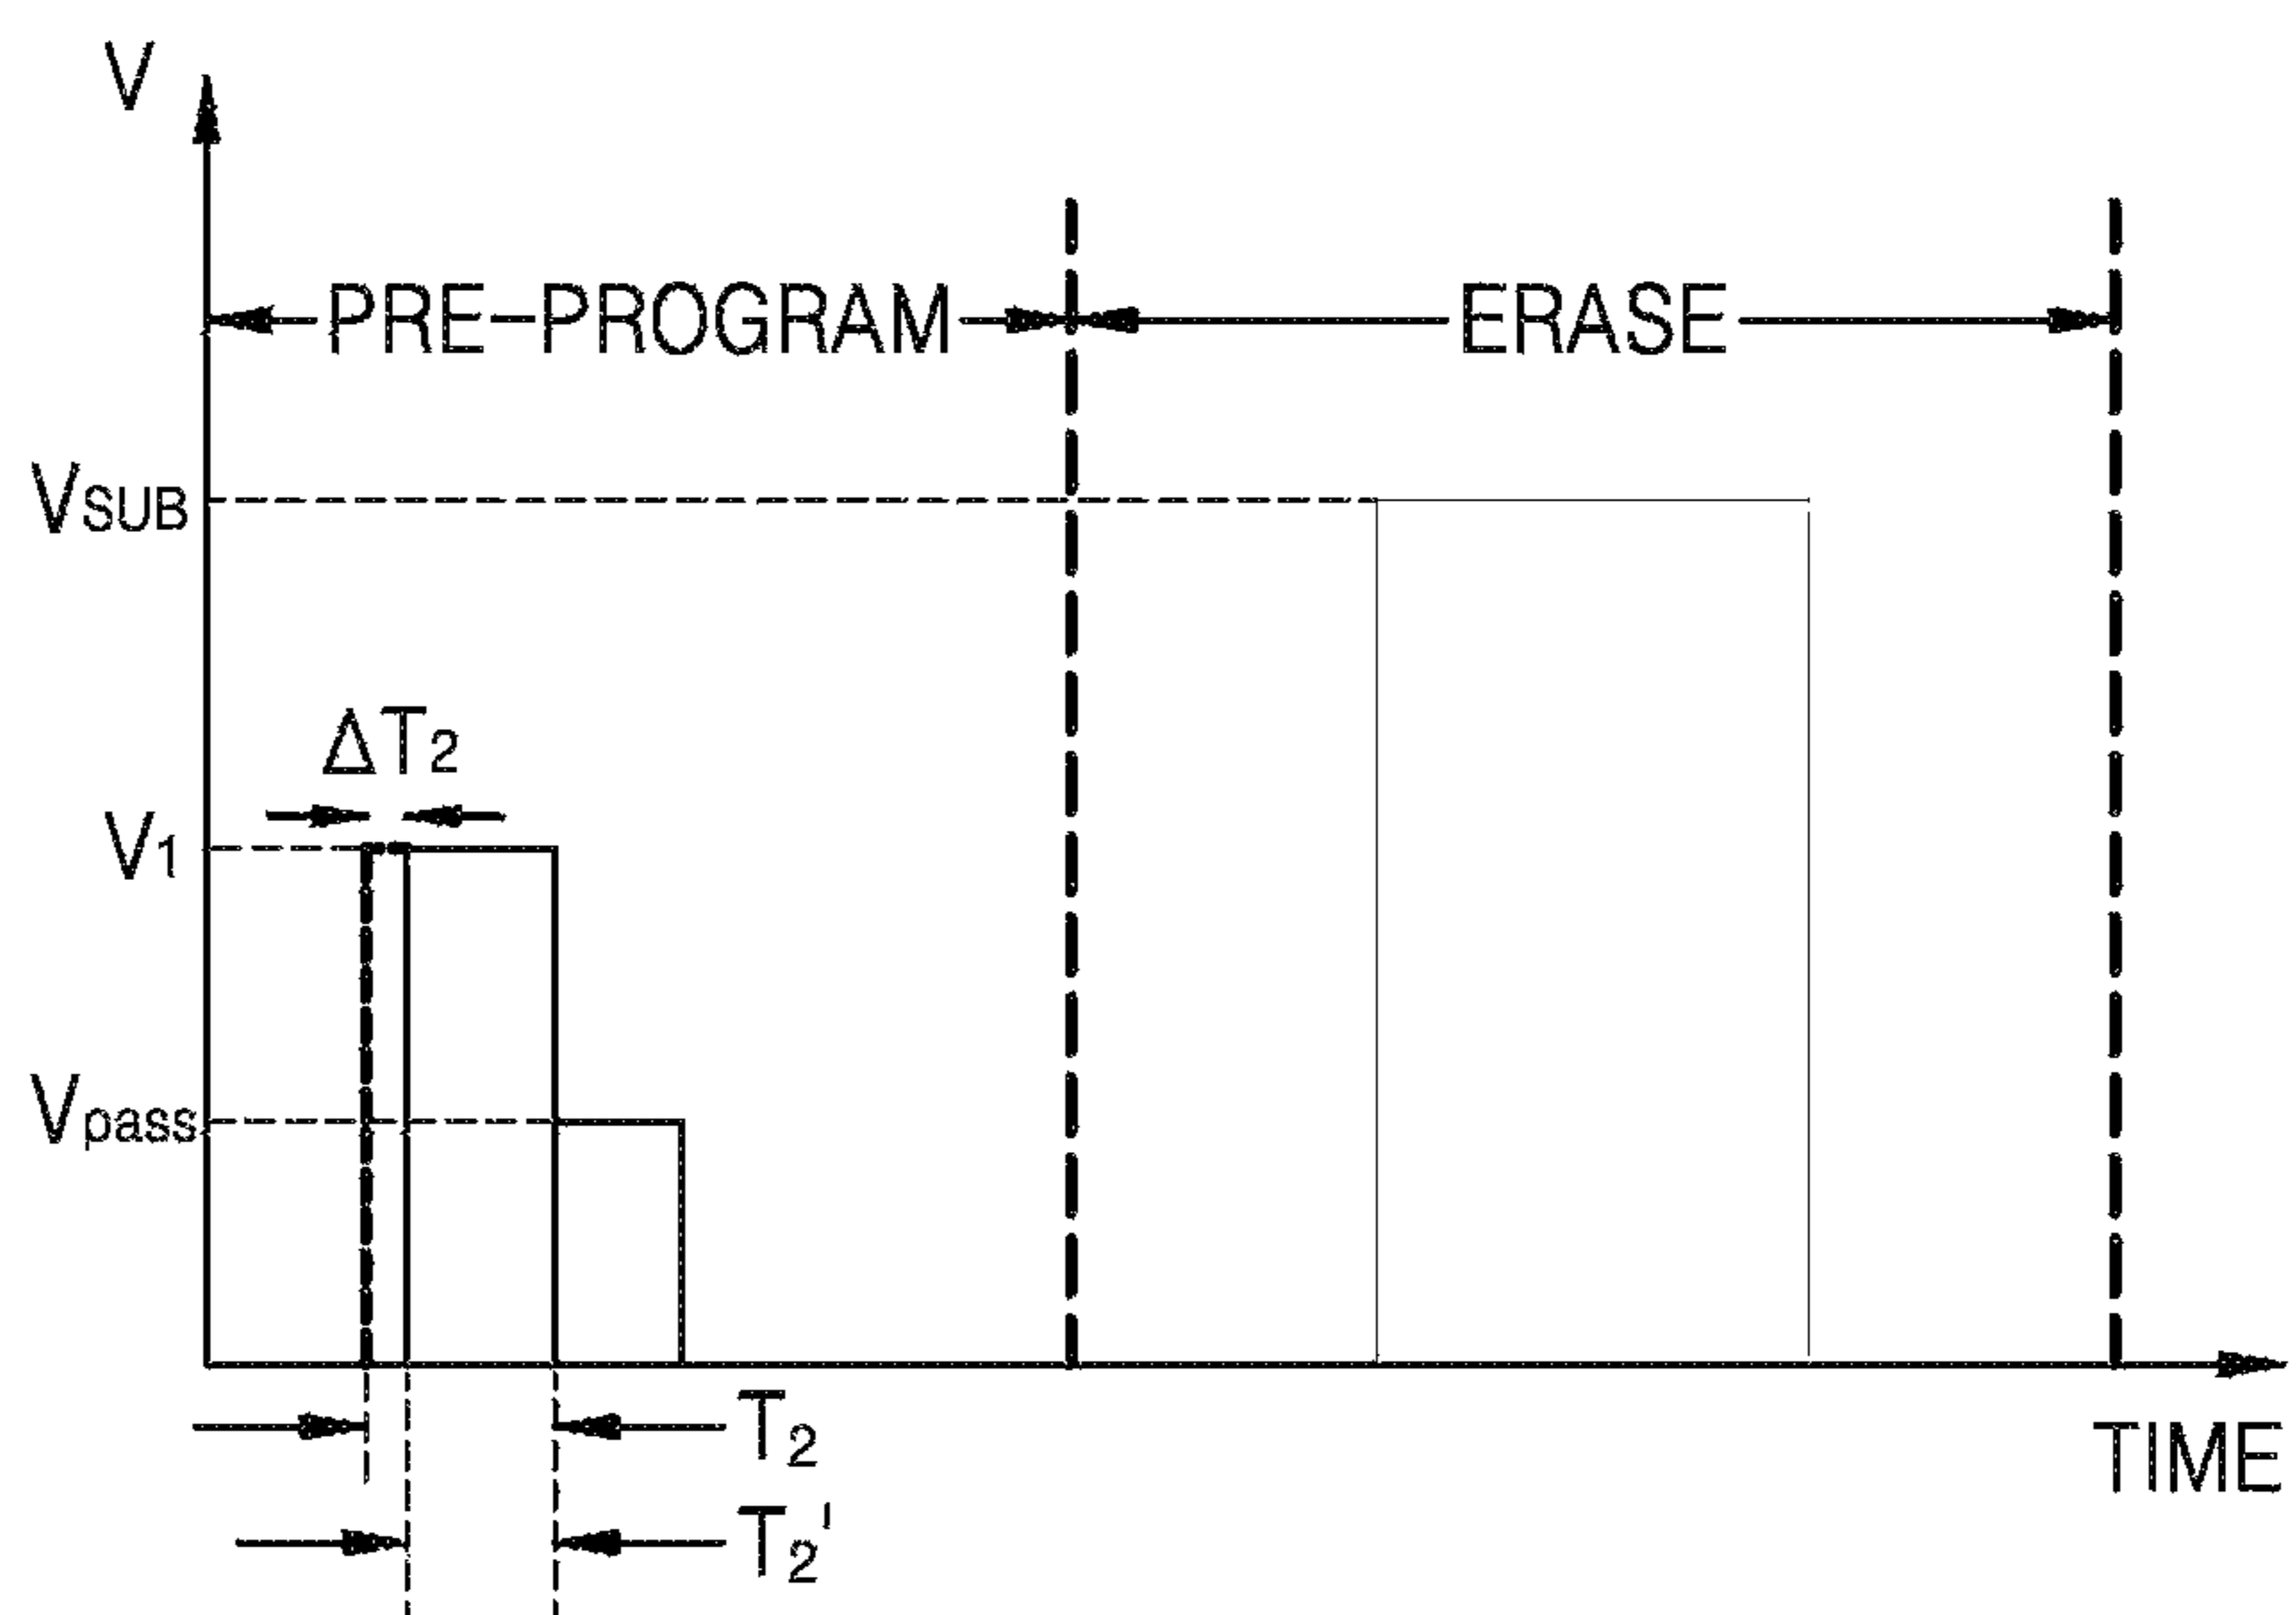 V
PRE-PROGRAM
ERASE
VSUB
ΔT2
V1
Vpass
T2
TIME
T2'